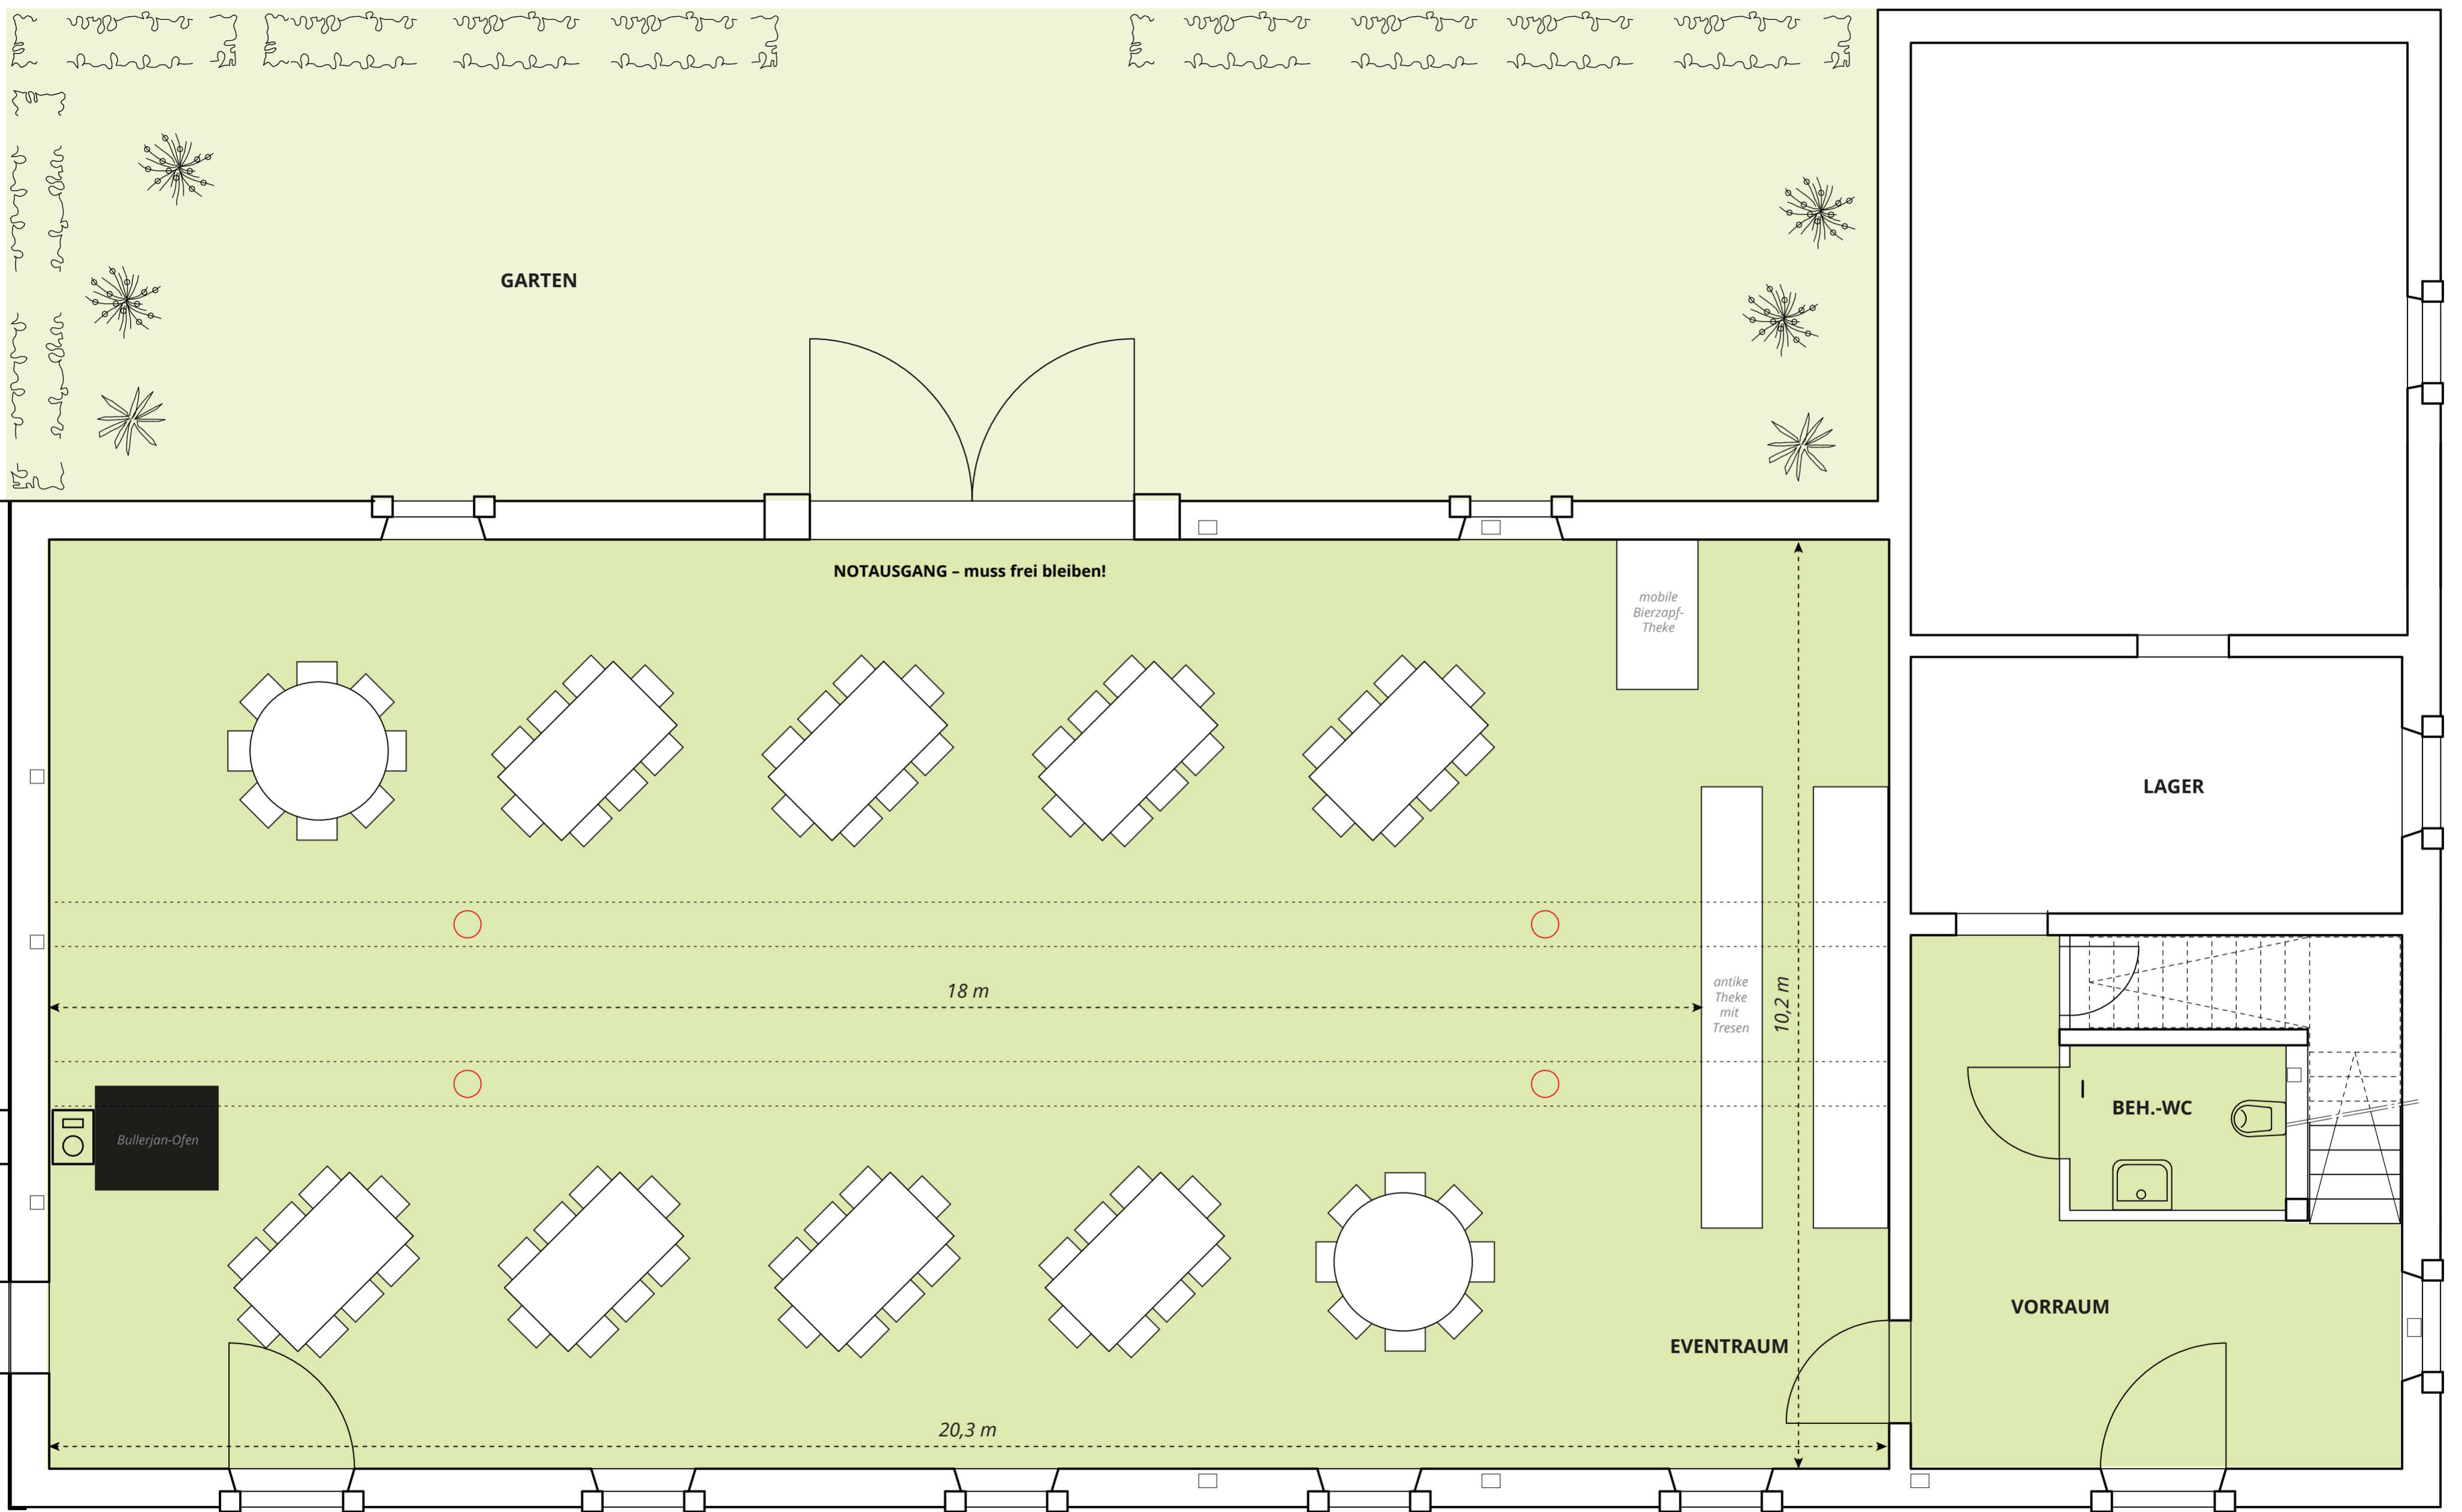 GARTEN
NOTAUSGANG – muss frei bleiben!
mobile
Bierzapf-
Theke
LAGER
18 m
antike
Theke
mit
Tresen
10,2 m
Bullerjan-Ofen
BEH.-WC
VORRAUM
EVENTRAUM
20,3 m